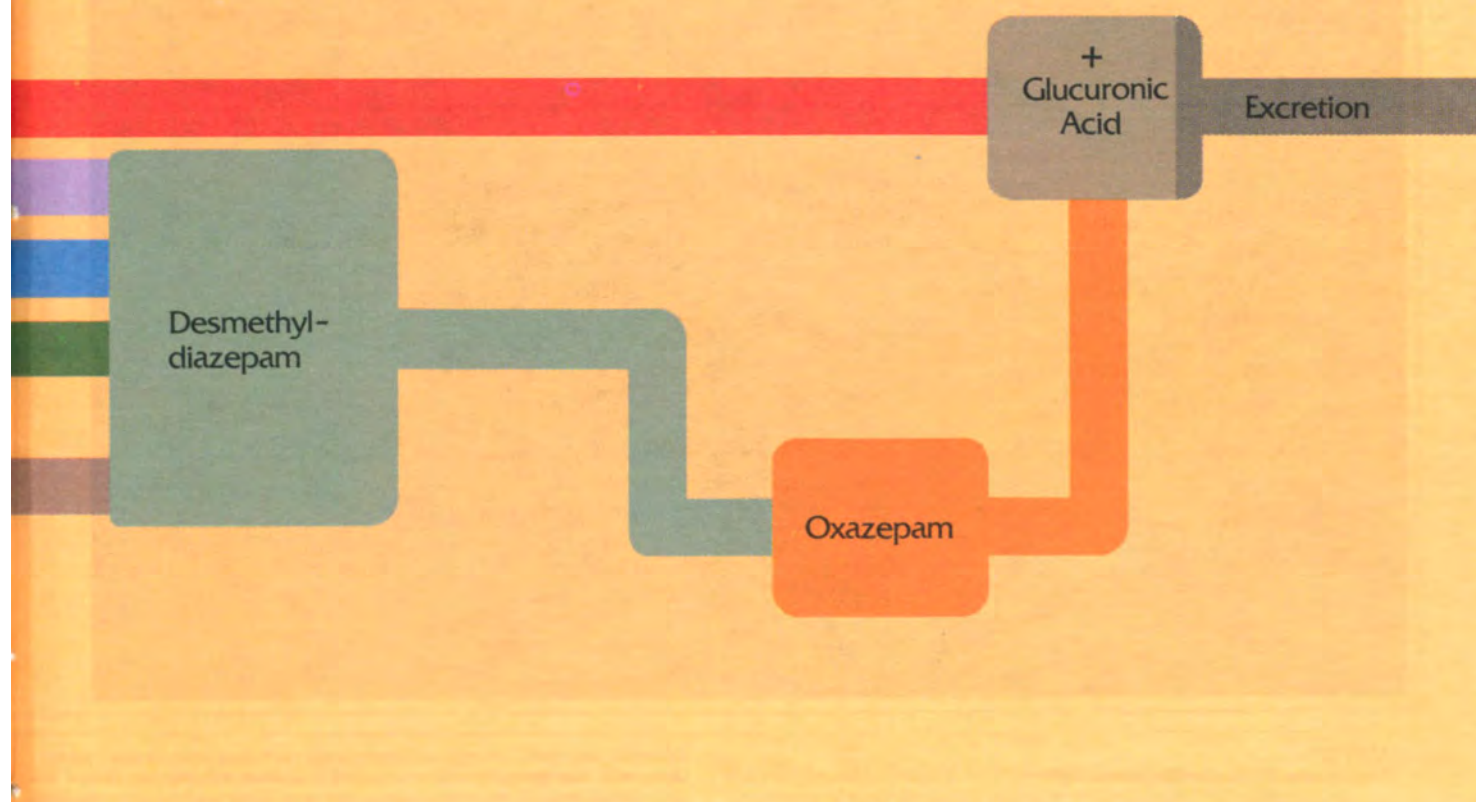 +
Glucuronic
Acid
Excretion
Desmethyl-
diazepam
Oxazepam